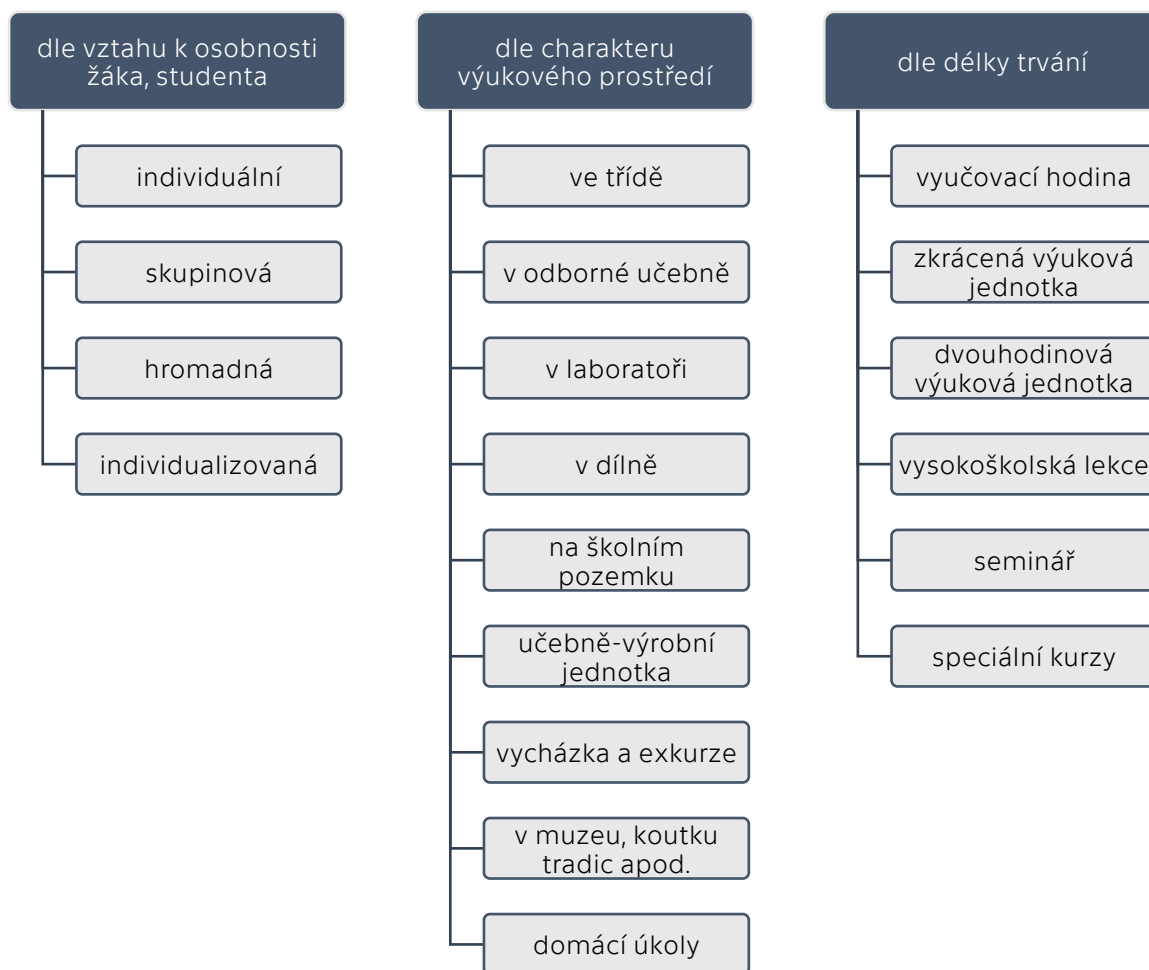 dle vztahu k osobnosti
žáka, studenta
individuální
skupinová
hromadná
individualizovaná
dle charakteru
výukového prostředí
ve třídě
v odborné učebně
v laboratoři
v dílně
na školním
pozemku
učebně-výrobní
jednotka
vycházka a exkurze
v muzeu, koutku
tradic apod.
domácí úkoly
dle délky trvání
vyučovací hodina
zkrácená výuková
jednotka
dvouhodinová
výuková jednotka
vysokoškolská lekce
seminář
speciální kurzy